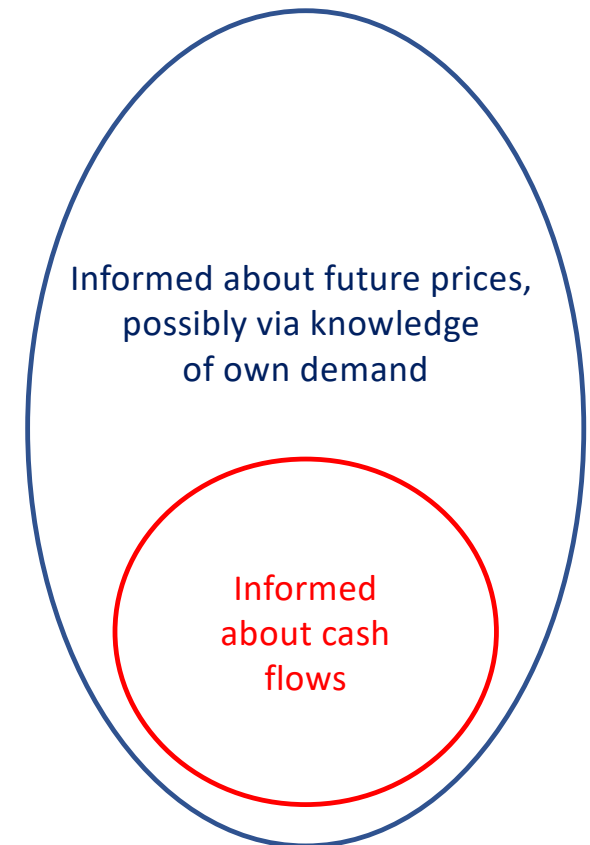 Informed about future prices,
possibly via knowledge
of own demand
Informed
about cash
flows